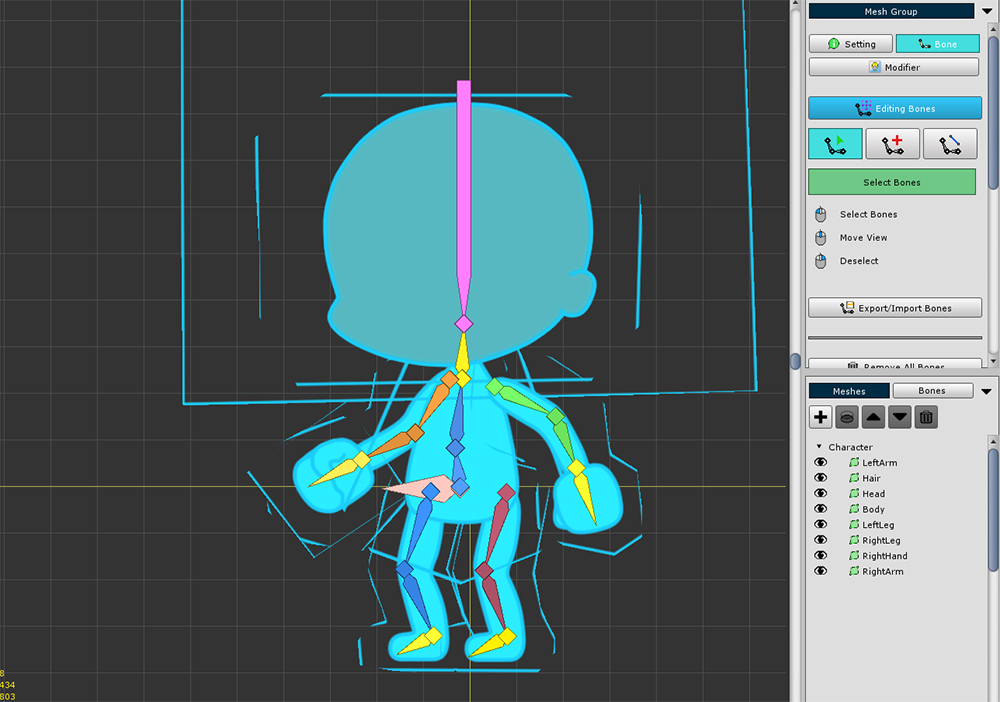 Mesh Group
Setting
Bone
Modifier
Editing Bones
Select Bones
Select Bones
Move View
Deselect
Export/Import Bones
Remove All Bones
Meshes
Bones
Character
LeftArm
Hair
Head
Body
LeftLeg
RightLeg
RightHand
RightArm
8
434
803